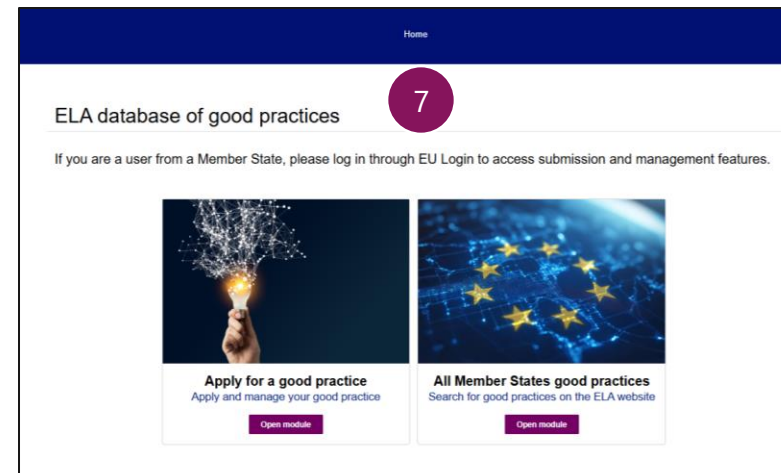 Home
7
ELA database of good practices
If you are a user from a Member State, please log in through EU Login to access submission and management features.
Apply for a good practice
Apply and manage your good practice
Open module
All Member States good practices
Search for good practices on the ELA website
Open module